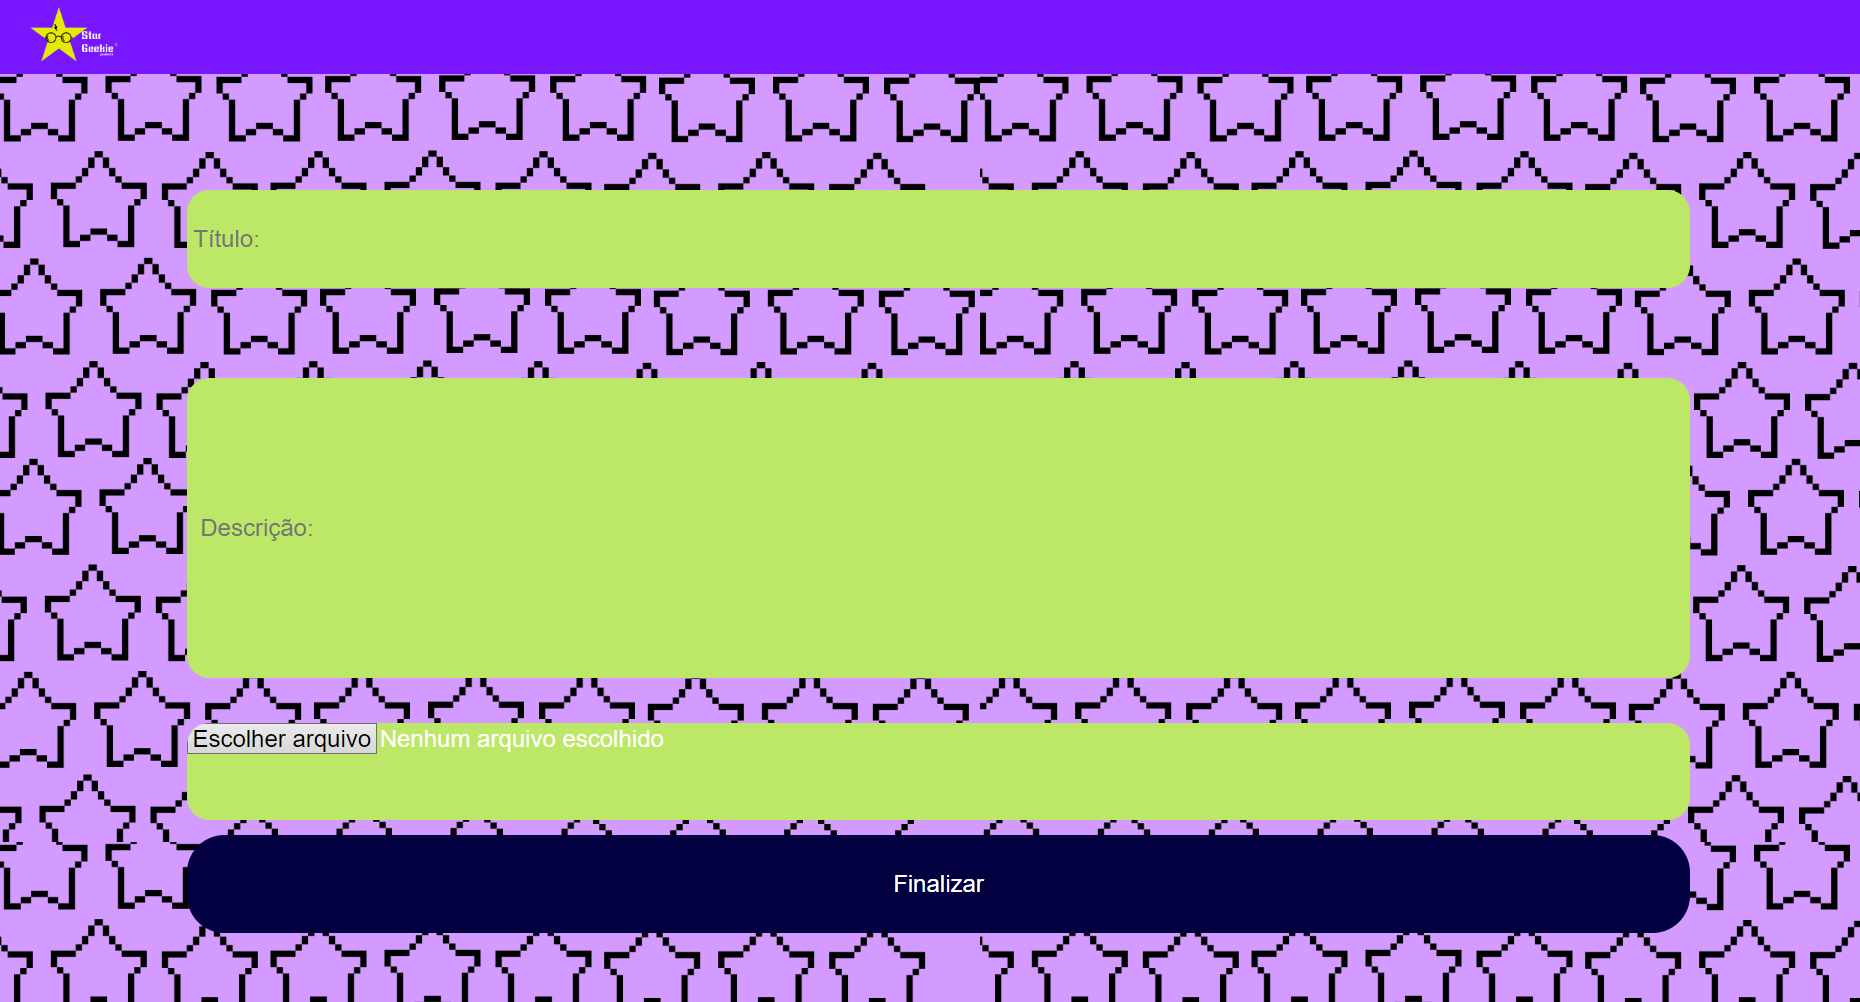 Star
Geekie
Título:
Descrição:
Escolher arquivo Nenhum arquivo escolhido
Finalizar